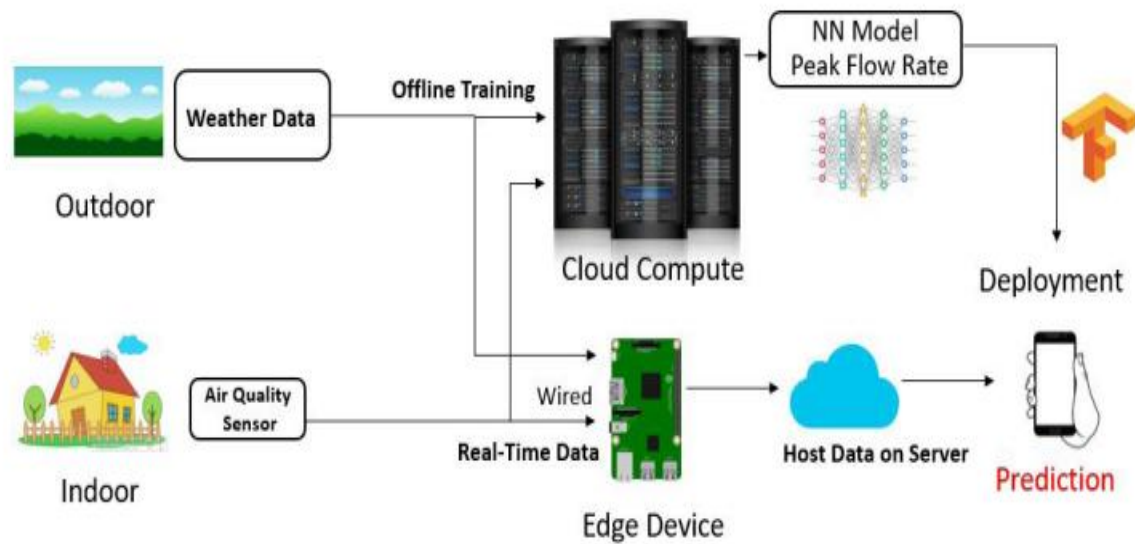 NN Model
Peak Flow Rate
Offline Training
Weather Data
Outdoor
Cloud Compute
Deployment
Air Quality
Sensor
Wired
Real-Time Data
Host Data on Server
Indoor
Edge Device
Prediction